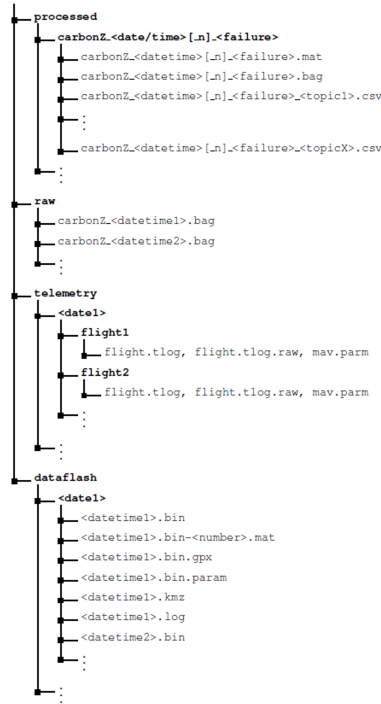 processed
carbonZ_<date/time>[_n]_<failure>
carbonZ_<datetime>[_n]_<failure>.mat
carbonZ_<datetime>[_n]_<failure>.bag
carbonZ_<datetime>[_n]_<failure>_<topic1>.csv
⋮
carbonZ_<datetime>[_n]_<failure>_<topicX>.csv
⋮
raw
carbonZ_<datetime1>.bag
carbonZ_<datetime2>.bag
⋮
telemetry
<date1>
flight1
flight.tlog, flight.tlog.raw, mav.parm
flight2
flight.tlog, flight.tlog.raw, mav.parm
⋮
⋮
dataflash
<date1>
<datetime1>.bin
<datetime1>.bin-<number>.mat
<datetime1>.bin.gpx
<datetime1>.bin.param
<datetime1>.kmz
<datetime1>.log
<datetime2>.bin
⋮
⋮